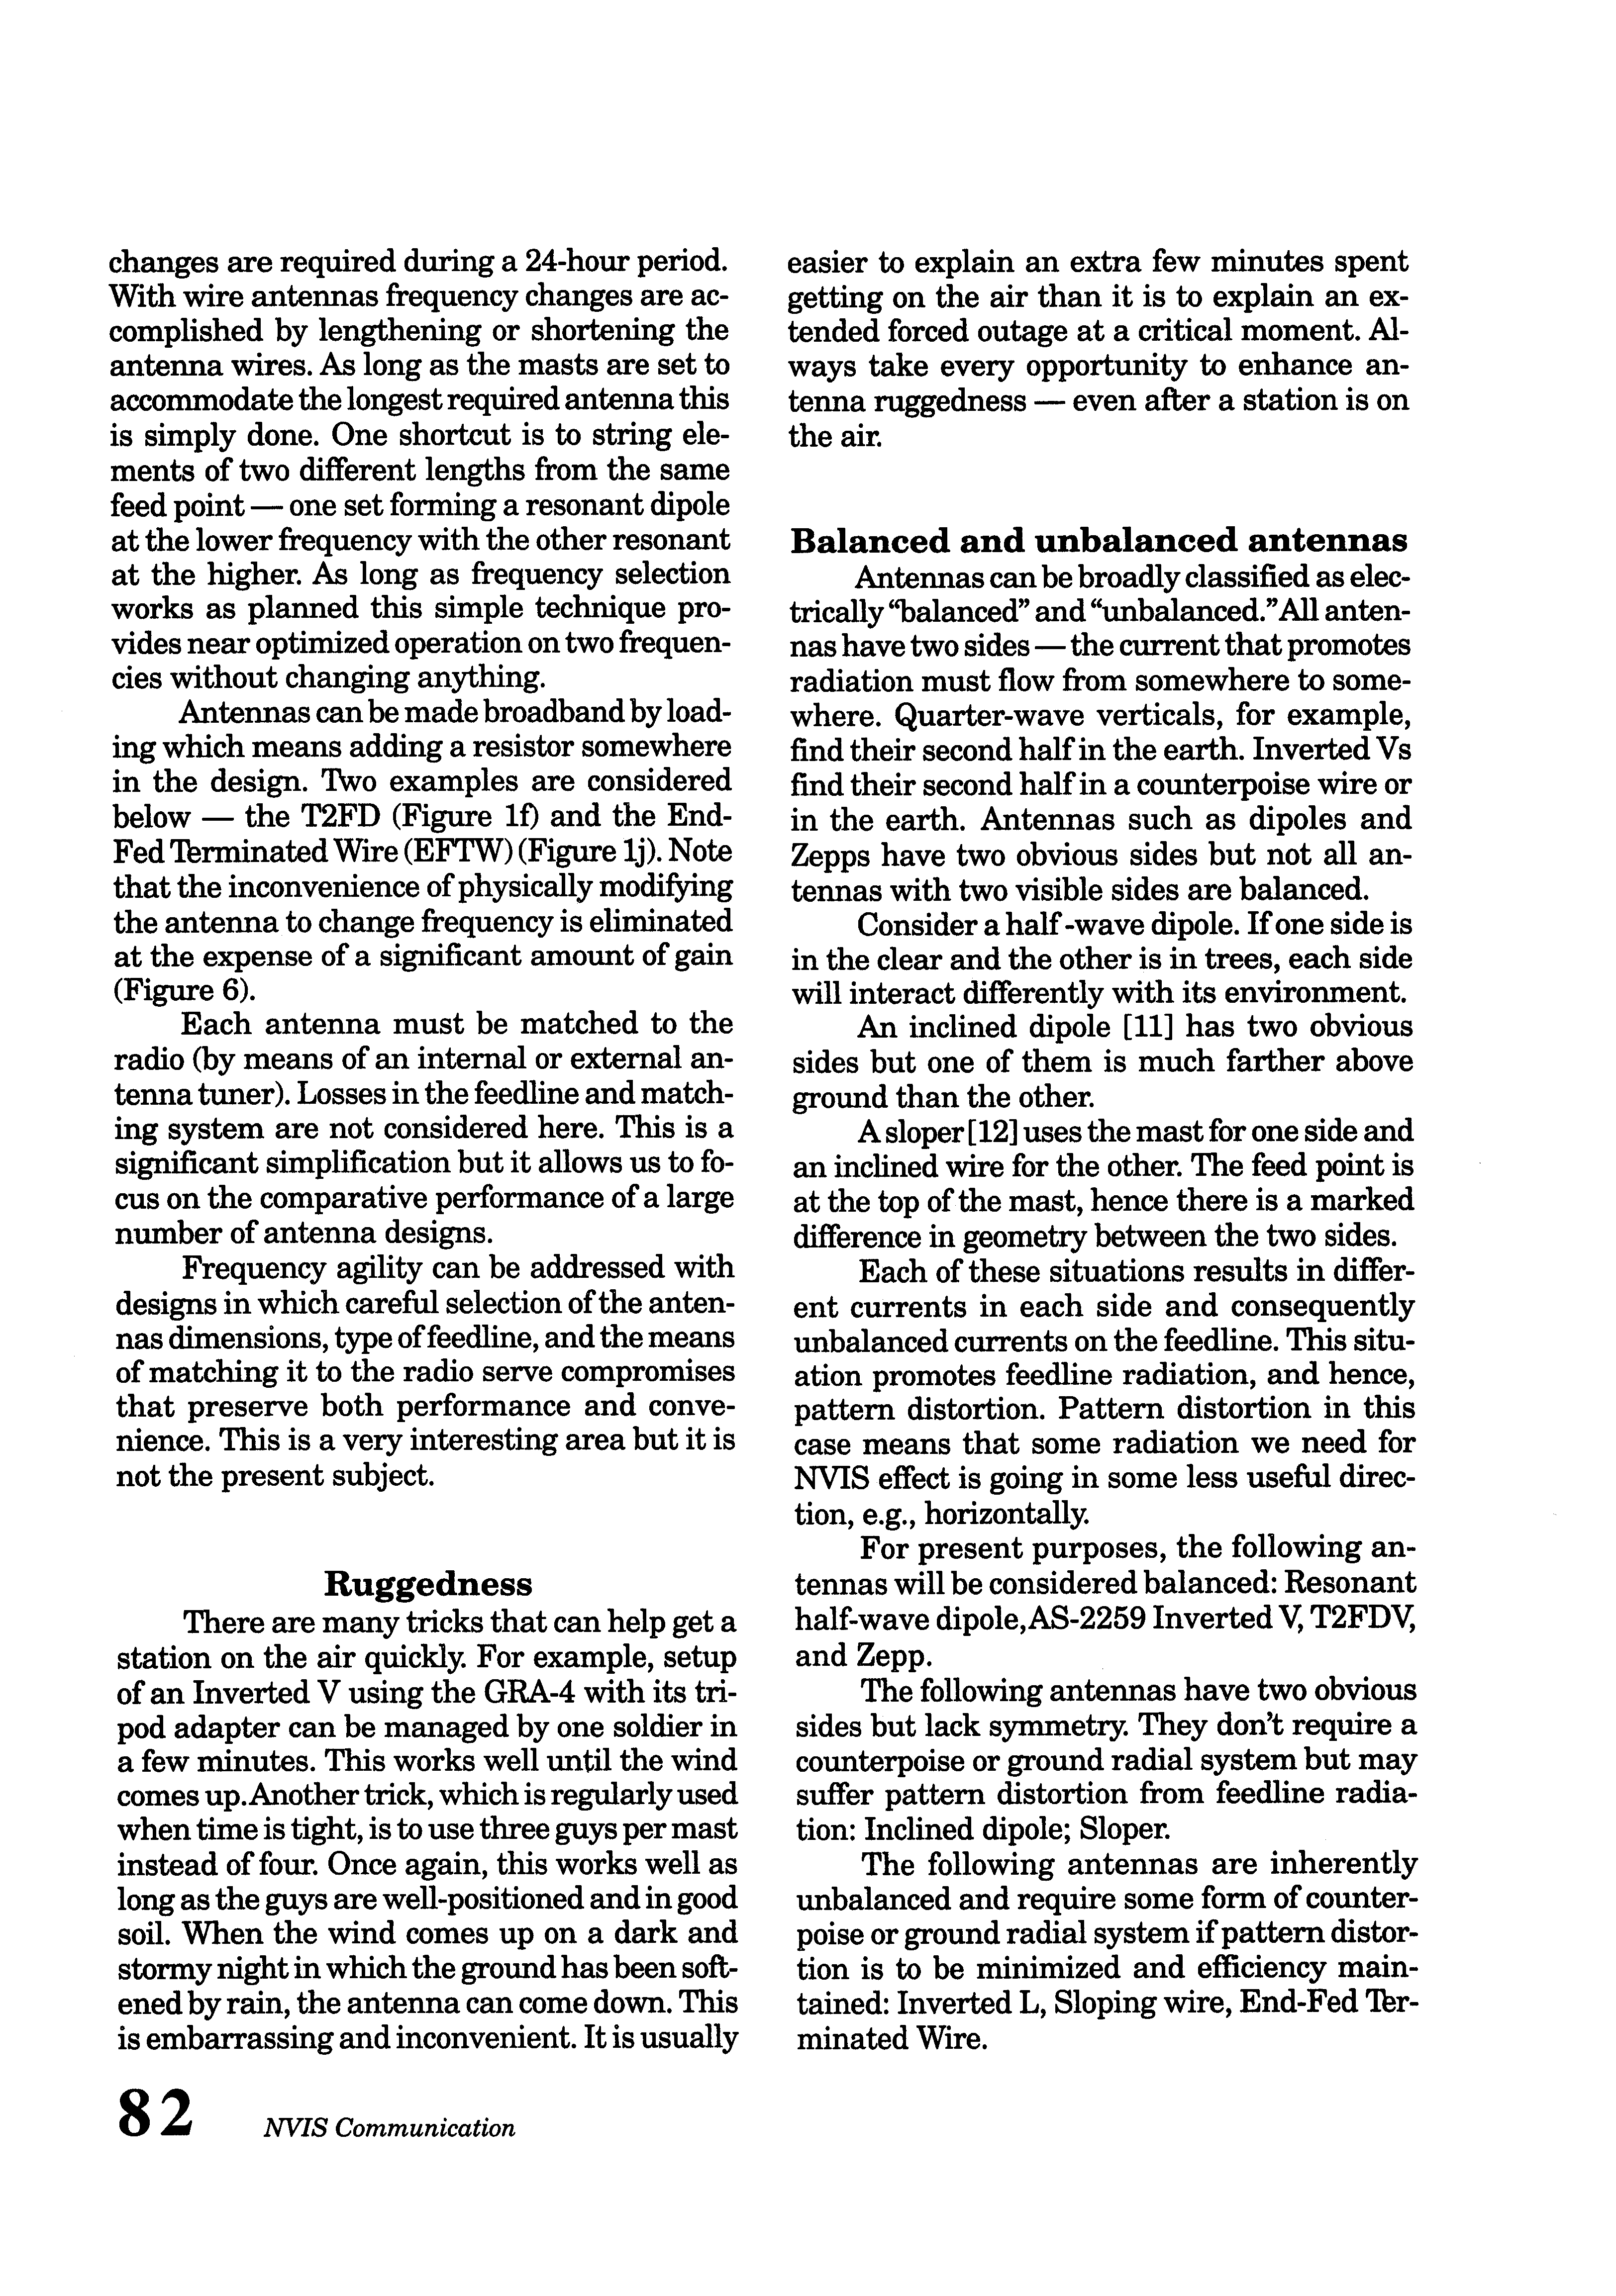 changes are required during a 24-hour period.
With wire antennas frequency changes are ac-
complished by lengthening or shortening the
antenna wires. As long as the masts are set to
accommodate the longest required antenna this
is simply done. One shortcut is to string ele-
ments of two different lengths from the same
feed point — one set forming a resonant dipole
at the lower frequency with the other resonant
at the higher. As long as frequency selection
works as planned this simple technique pro-
vides near optimized operation on two frequen-
cies without changing anything.
Antennas can be made broadband by load-
ing which means adding a resistor somewhere
in the design. Two examples are considered
below — the T2FD (Figure 1f) and the End-
Fed Terminated Wire (EFTW) (Figure 1j). Note
that the inconvenience of physically modifying
the antenna to change frequency is eliminated
at the expense of a significant amount of gain
(Figure 6).
Each antenna must be matched to the
radio (by means of an internal or external an-
tenna tuner). Losses in the feedline and match-
ing system are not considered here. This is a
significant simplification but it allows us to fo-
cus on the comparative performance of a large
number of antenna designs.
Frequency agility can be addressed with
designs in which careful selection of the anten-
nas dimensions, type of feedline, and the means
of matching it to the radio serve compromises
that preserve both performance and conve-
nience. This is a very interesting area but it is
not the present subject.
Ruggedness
There are many tricks that can help get a
station on the air quickly. For example, setup
of an Inverted V using the GRA-4 with its tri-
pod adapter can be managed by one soldier in
a few minutes. This works well until the wind
comes up. Another trick, which is regularly used
when time is tight, is to use three guys per mast
instead of four. Once again, this works well as
long as the guys are well-positioned and in good
soil. When the wind comes up on a dark and
stormy night in which the ground has been soft-
ened by rain, the antenna can come down. This
is embarrassing and inconvenient. It is usually
easier to explain an extra few minutes spent
getting on the air than it is to explain an ex-
tended forced outage at a critical moment. Al-
ways take every opportunity to enhance an-
tenna ruggedness — even after a station is on
the air.
Balanced and unbalanced antennas
Antennas can be broadly classified as elec-
trically “balanced” and “unbalanced.” All anten-
nas have two sides — the current that promotes
radiation must flow from somewhere to some-
where. Quarter-wave verticals, for example,
find their second half in the earth. Inverted Vs
find their second half in a counterpoise wire or
in the earth. Antennas such as dipoles and
Zepps have two obvious sides but not all an-
tennas with two visible sides are balanced.
Consider a half -wave dipole. If one side is
in the clear and the other is in trees, each side
will interact differently with its environment.
An inclined dipole [11] has two obvious
sides but one of them is much farther above
ground than the other.
A sloper [12] uses the mast for one side and
an inclined wire for the other. The feed point is
at the top of the mast, hence there is a marked
difference in geometry between the two sides.
Each of these situations results in differ-
ent currents in each side and consequently
unbalanced currents on the feedline. This situ-
ation promotes feedline radiation, and hence,
pattern distortion. Pattern distortion in this
case means that some radiation we need for
NVIS effect is going in some less useful direc-
tion, e.g., horizontally.
For present purposes, the following an-
tennas will be considered balanced: Resonant
half-wave dipole, AS-2259 Inverted V, T2FDV,
and Zepp.
The following antennas have two obvious
sides but lack symmetry. They don't require a
counterpoise or ground radial system but may
suffer pattern distortion from feedline radia-
tion: Inclined dipole; Sloper.
The following antennas are inherently
unbalanced and require some form of counter-
poise or ground radial system if pattern distor-
tion is to be minimized and efficiency main-
tained: Inverted L, Sloping wire, End-Fed Ter-
minated Wire.
82 NVIS Communication